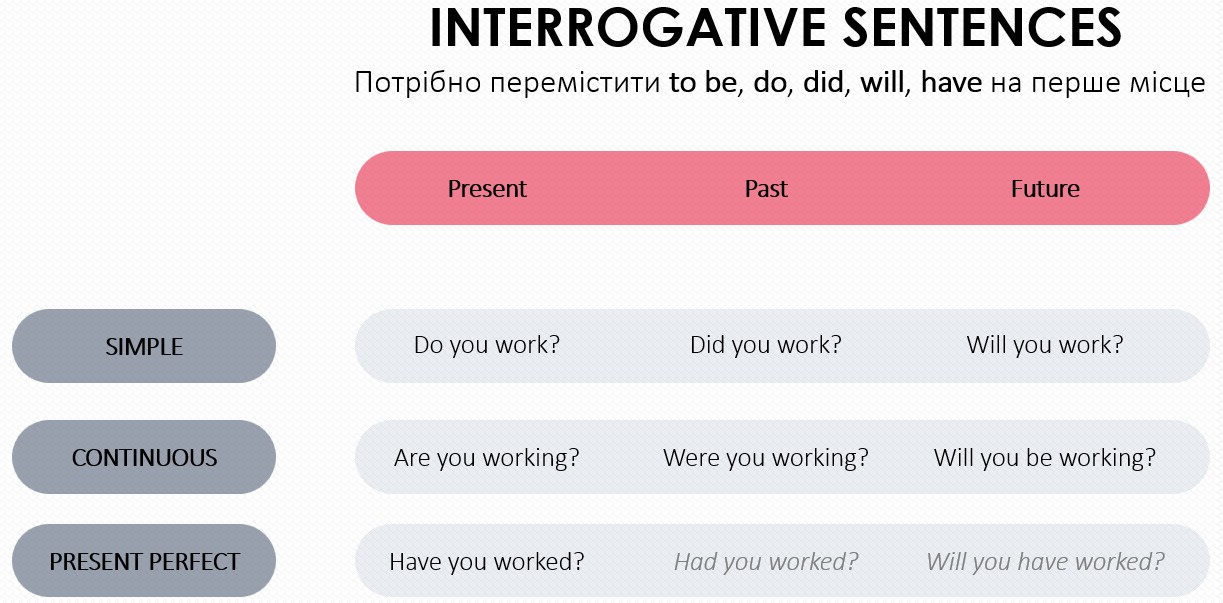 INTERROGATIVE SENTENCES
Потрібно перемістити to be, do, did, will, have на перше місце
Present Past Future
SIMPLE Do you work? Did you work? Will you work?
CONTINUOUS Are you working? Were you working? Will you be working?
PRESENT PERFECT Have you worked? Had you worked? Will you have worked?